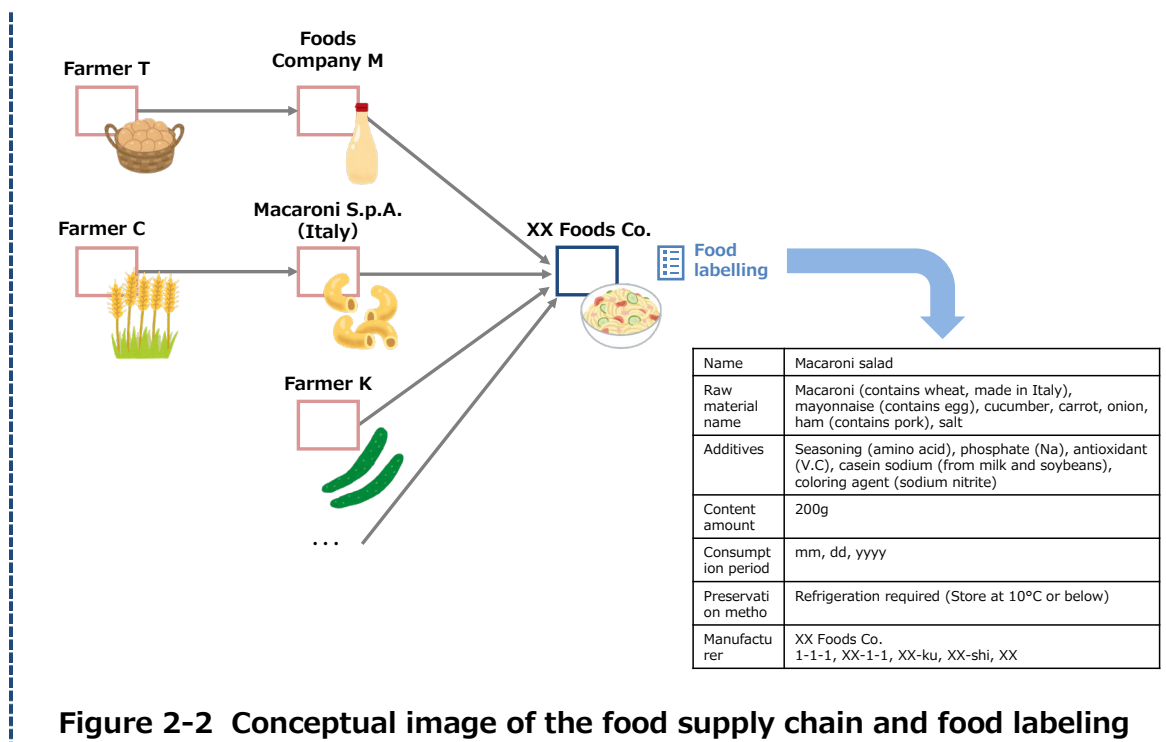 Farmer T
Foods
Company M
Farmer C
Macaroni S.p.A.
(Italy)
XX Foods Co.
Food
labelling
Farmer K
...
Name
Macaroni salad
Raw
material
name
Macaroni (contains wheat, made in Italy),
mayonnaise (contains egg), cucumber, carrot, onion,
ham (contains pork), salt
Additives
Seasoning (amino acid), phosphate (Na), antioxidant
(V.C), casein sodium (from milk and soybeans),
coloring agent (sodium nitrite)
Content
amount
200g
Consumpt
ion period
mm, dd, yyyy
Preservati
on metho
Refrigeration required (Store at 10°C or below)
Manufactu
rer
XX Foods Co.
1-1-1, XX-1-1, XX-ku, XX-shi, XX
Figure 2-2 Conceptual image of the food supply chain and food labeling